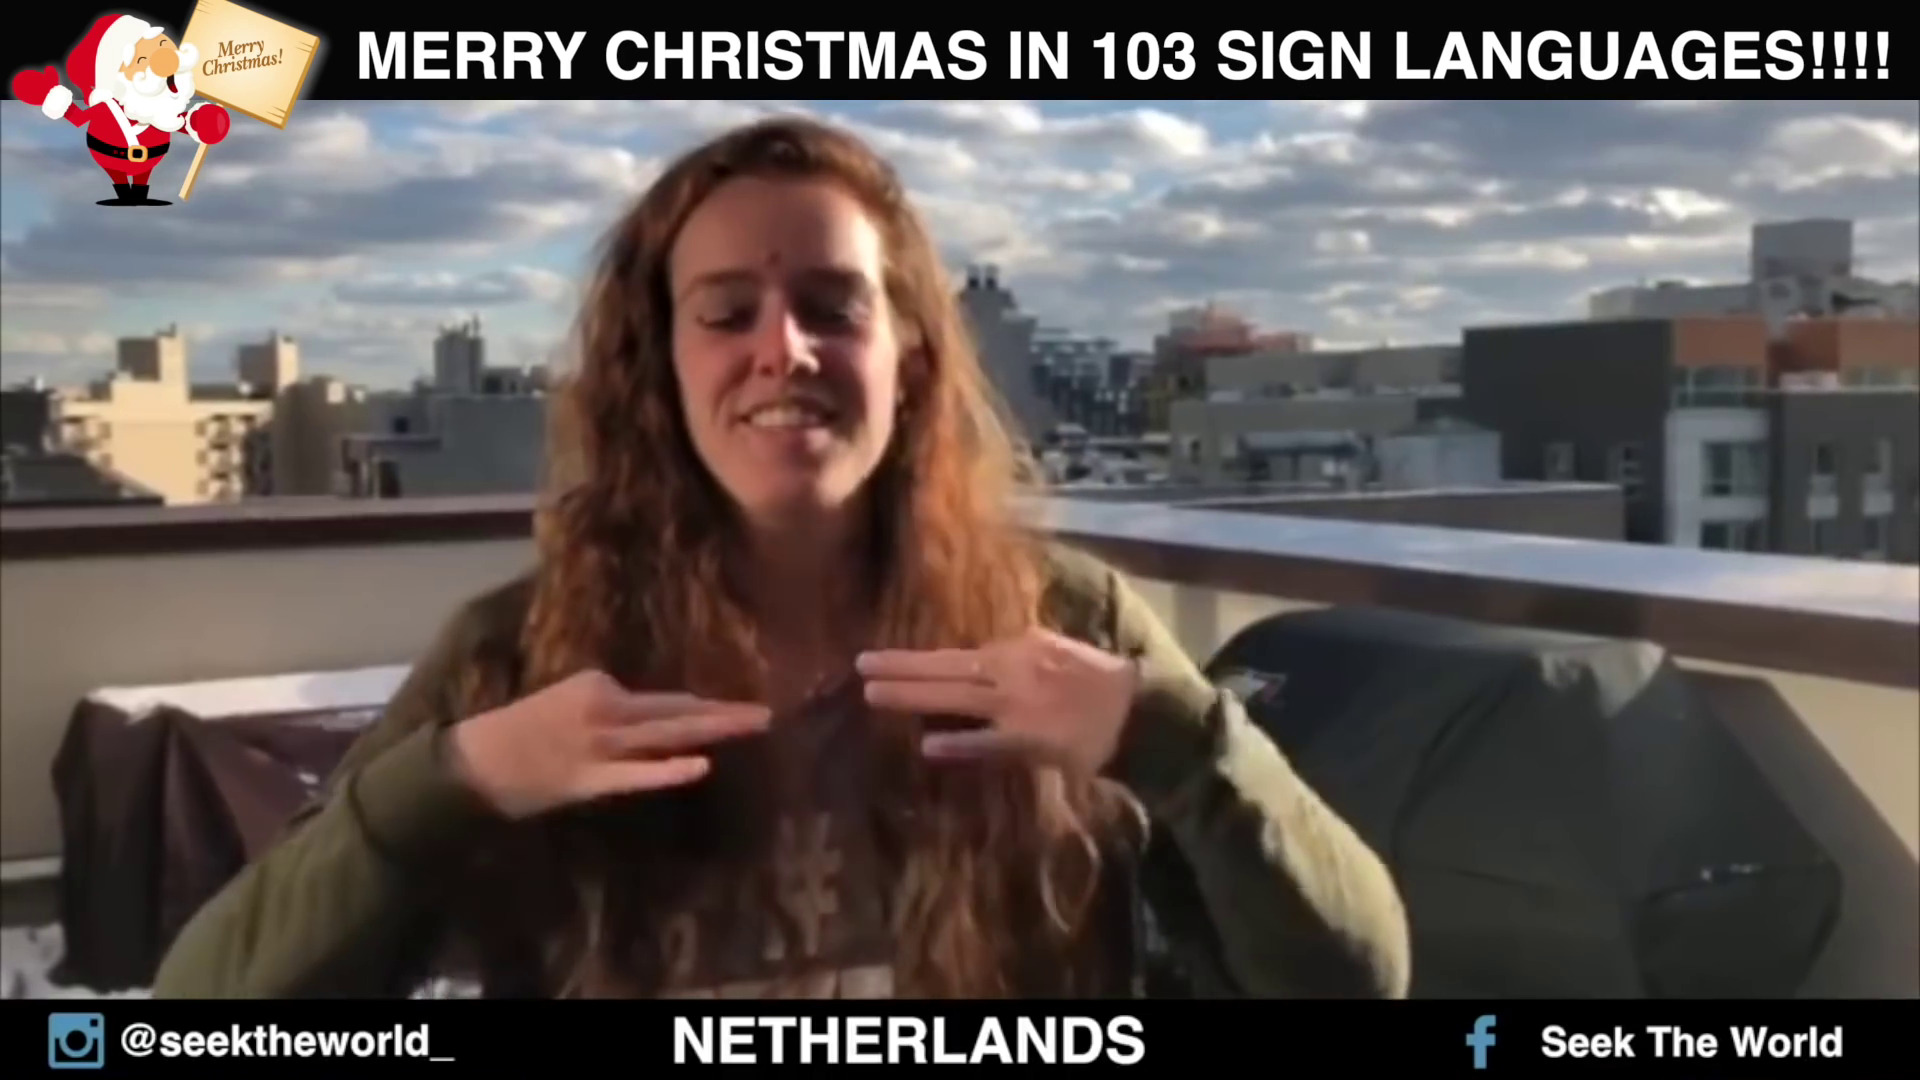 Merry
Christmas!
MERRY CHRISTMAS IN 103 SIGN LANGUAGES!!!!
@seektheworld_
NETHERLANDS
Seek The World